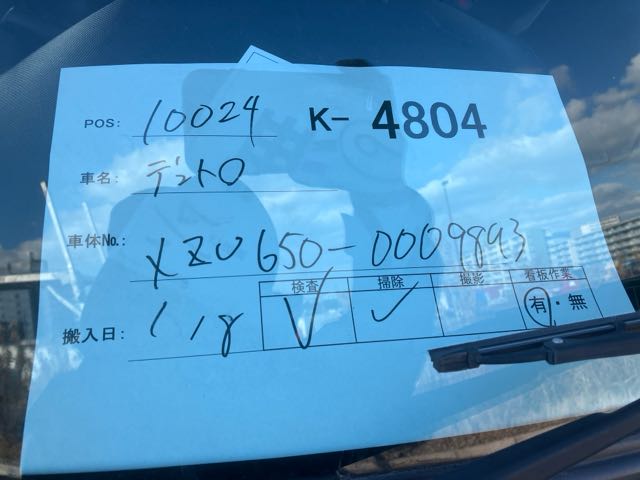 POS: 10024 K-4804
車名: デュトロ
車体No.: XZU650-0009893
検査 掃除 撮影 看板作業
搬入日: 1/18 ✓ ✓ 有・無